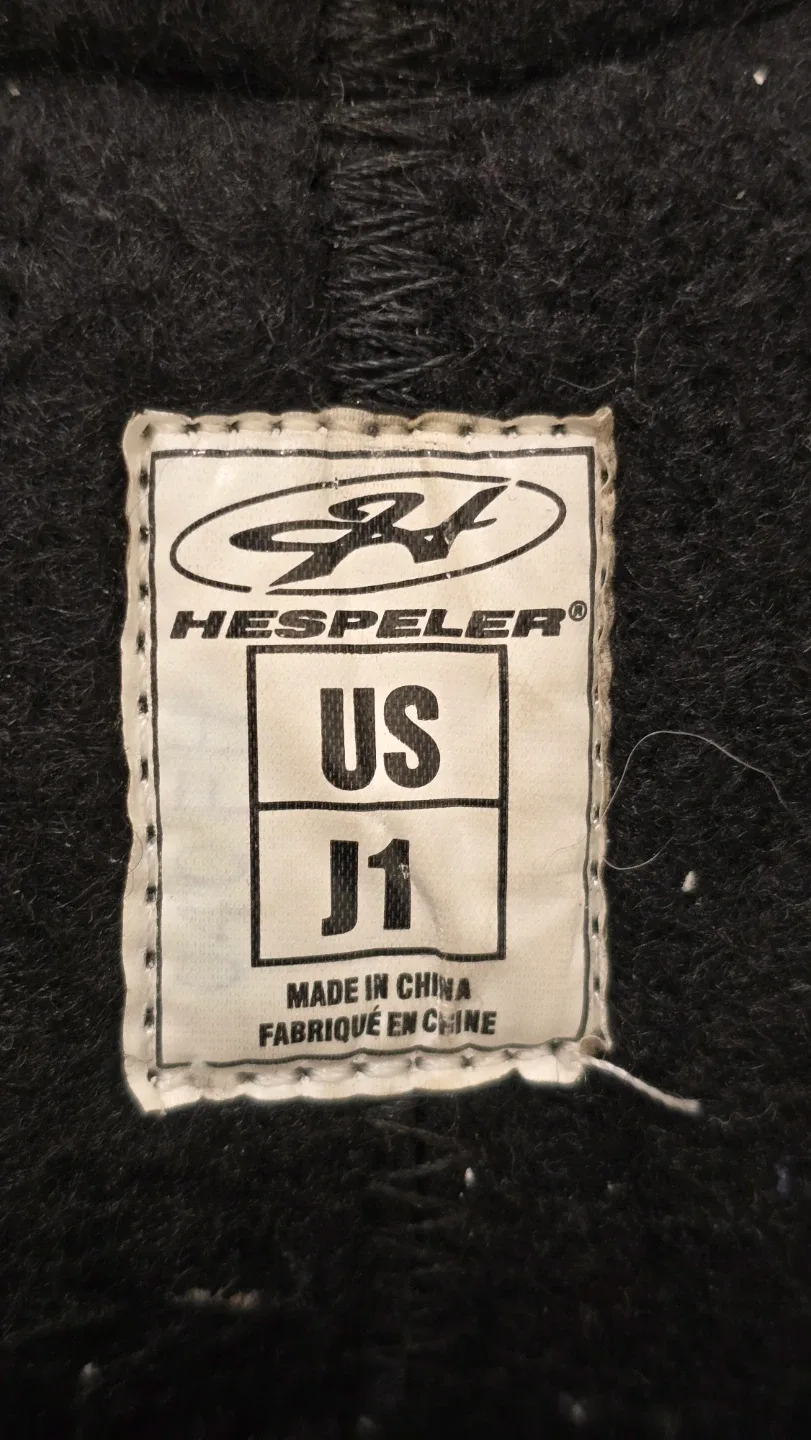 HESPELER®
US
J1
MADE IN CHINA
FABRIQUÉ EN CHINE